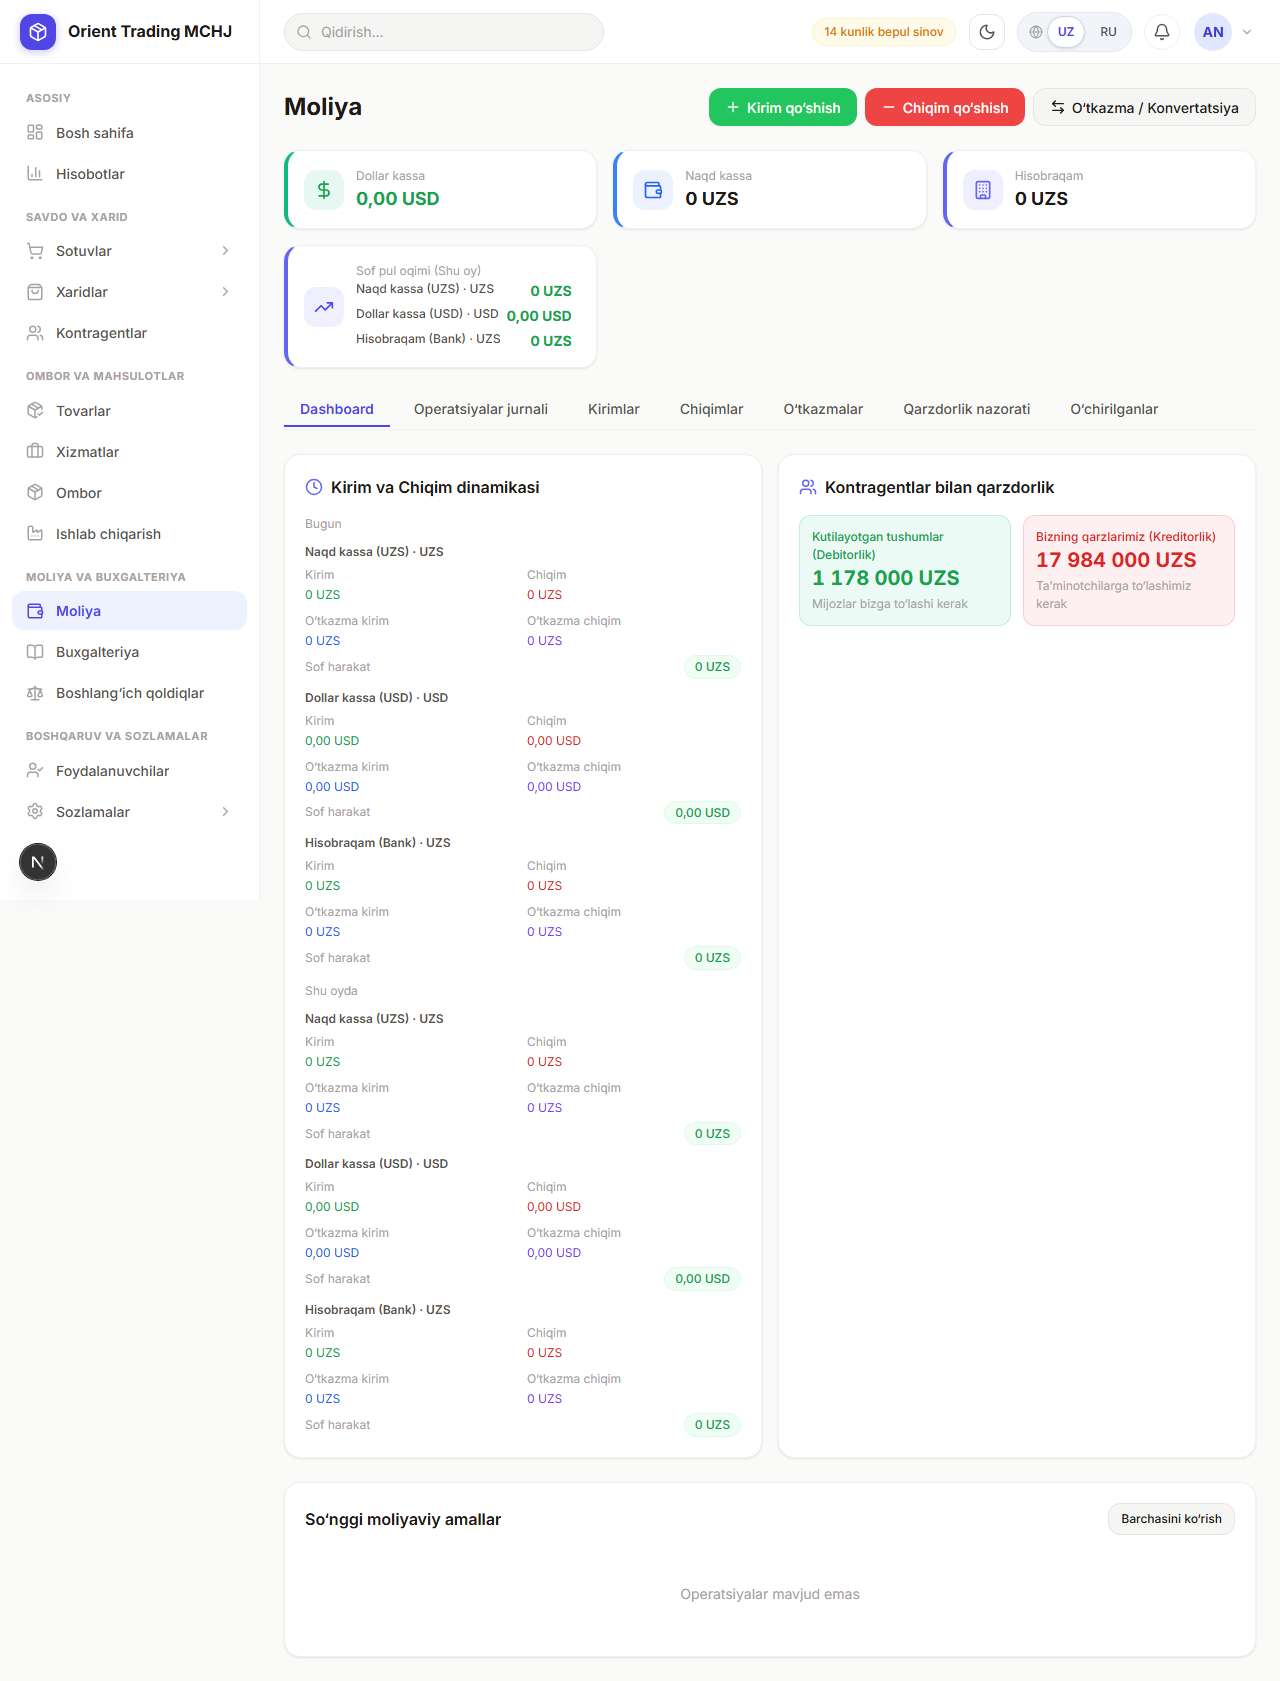 Orient Trading MCHJ
Qidirish...
14 kunlik bepul sinov
UZ
RU
AN
ASOSIY
Bosh sahifa
Hisobotlar
SAVDO VA XARID
Sotuvlar
Xaridlar
Kontragentlar
OMBOR VA MAHSULOTLAR
Tovarlar
Xizmatlar
Ombor
Ishlab chiqarish
MOLIYA VA BUXGALTERIYA
Moliya
Buxgalteriya
Boshlang‘ich qoldiqlar
BOSHQARUV VA SOZLAMALAR
Foydalanuvchilar
Sozlamalar
N
Moliya
+ Kirim qo‘shish
− Chiqim qo‘shish
O‘tkazma / Konvertatsiya
$
Dollar kassa
0,00 USD
Naqd kassa
0 UZS
Hisobraqam
0 UZS
Sof pul oqimi (Shu oy)
Naqd kassa (UZS) · UZS 0 UZS
Dollar kassa (USD) · USD 0,00 USD
Hisobraqam (Bank) · UZS 0 UZS
Dashboard
Operatsiyalar jurnali
Kirimlar
Chiqimlar
O‘tkazmalar
Qarzdorlik nazorati
O‘chirilganlar
Kirim va Chiqim dinamikasi
Bugun
Naqd kassa (UZS) · UZS
Kirim Chiqim
0 UZS 0 UZS
O‘tkazma kirim O‘tkazma chiqim
0 UZS 0 UZS
Sof harakat 0 UZS
Dollar kassa (USD) · USD
Kirim Chiqim
0,00 USD 0,00 USD
O‘tkazma kirim O‘tkazma chiqim
0,00 USD 0,00 USD
Sof harakat 0,00 USD
Hisobraqam (Bank) · UZS
Kirim Chiqim
0 UZS 0 UZS
O‘tkazma kirim O‘tkazma chiqim
0 UZS 0 UZS
Sof harakat 0 UZS
Shu oyda
Naqd kassa (UZS) · UZS
Kirim Chiqim
0 UZS 0 UZS
O‘tkazma kirim O‘tkazma chiqim
0 UZS 0 UZS
Sof harakat 0 UZS
Dollar kassa (USD) · USD
Kirim Chiqim
0,00 USD 0,00 USD
O‘tkazma kirim O‘tkazma chiqim
0,00 USD 0,00 USD
Sof harakat 0,00 USD
Hisobraqam (Bank) · UZS
Kirim Chiqim
0 UZS 0 UZS
O‘tkazma kirim O‘tkazma chiqim
0 UZS 0 UZS
Sof harakat 0 UZS
Kontragentlar bilan qarzdorlik
Kutilayotgan tushumlar
(Debitorlik)
1 178 000 UZS
Mijozlar bizga to‘lashi kerak
Bizning qarzlarimiz (Kreditorlik)
17 984 000 UZS
Ta’minotchilarga to‘lashimiz
kerak
So‘nggi moliyaviy amallar
Barchasini ko‘rish
Operatsiyalar mavjud emas